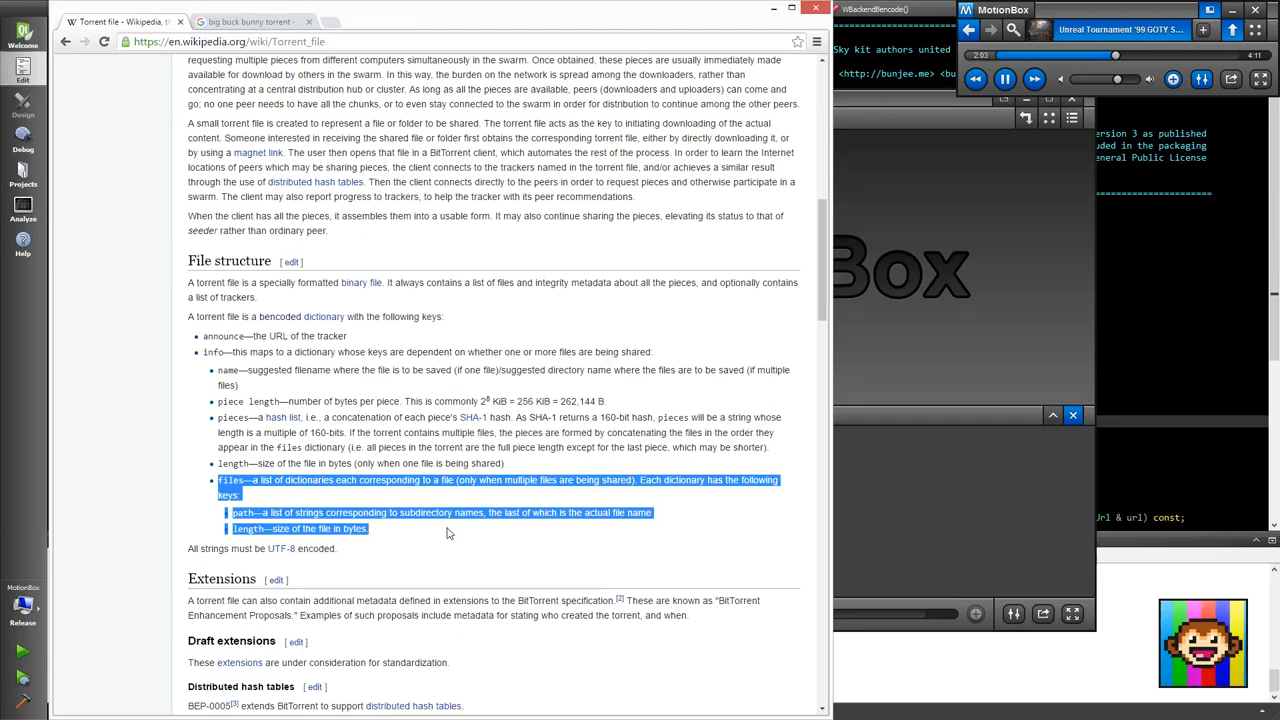 Welcome
Edit
Design
Debug
Projects
Analyze
Help
MotionBox
Release
Torrent file - Wikipedia, t
big buck bunny torrent -
https://en.wikipedia.org/wiki/Torrent_file
requesting multiple pieces from different computers simultaneously in the swarm. Once obtained, these pieces are usually immediately made
available for download by others in the swarm. In this way, the burden on the network is spread among the downloaders, rather than
concentrating at a central distribution hub or cluster. As long as all the pieces are available, peers (downloaders and uploaders) can come and
go; no one peer needs to have all the chunks, or to even stay connected to the swarm in order for distribution to continue among the other peers.
A small torrent file is created to represent a file or folder to be shared. The torrent file acts as the key to initiating downloading of the actual
content. Someone interested in receiving the shared file or folder first obtains the corresponding torrent file, either by directly downloading it, or
by using a magnet link. The user then opens that file in a BitTorrent client, which automates the rest of the process. In order to learn the Internet
locations of peers which may be sharing pieces, the client connects to the trackers named in the torrent file, and/or achieves a similar result
through the use of distributed hash tables. Then the client connects directly to the peers in order to request pieces and otherwise participate in a
swarm. The client may also report progress to trackers, to help the tracker with its peer recommendations.
When the client has all the pieces, it assembles them into a usable form. It may also continue sharing the pieces, elevating its status to that of
seeder rather than ordinary peer.
File structure [ edit ]
A torrent file is a specially formatted binary file. It always contains a list of files and integrity metadata about all the pieces, and optionally contains
a list of trackers.
A torrent file is a bencoded dictionary with the following keys:
• announce—the URL of the tracker
• info—this maps to a dictionary whose keys are dependent on whether one or more files are being shared:
• name—suggested filename where the file is to be saved (if one file)/suggested directory name where the files are to be saved (if multiple
files)
• piece length—number of bytes per piece. This is commonly 2⁸ KiB = 256 KiB = 262,144 B.
• pieces—a hash list, i.e., a concatenation of each piece's SHA-1 hash. As SHA-1 returns a 160-bit hash, pieces will be a string whose
length is a multiple of 160-bits. If the torrent contains multiple files, the pieces are formed by concatenating the files in the order they
appear in the files dictionary (i.e. all pieces in the torrent are the full piece length except for the last piece, which may be shorter).
• length—size of the file in bytes (only when one file is being shared)
• files—a list of dictionaries each corresponding to a file (only when multiple files are being shared). Each dictionary has the following
keys:
• path—a list of strings corresponding to subdirectory names, the last of which is the actual file name
• length—size of the file in bytes.
All strings must be UTF-8 encoded.
Extensions [ edit ]
A torrent file can also contain additional metadata defined in extensions to the BitTorrent specification.[2] These are known as "BitTorrent
Enhancement Proposals." Examples of such proposals include metadata for stating who created the torrent, and when.
Draft extensions [ edit ]
These extensions are under consideration for standardization.
Distributed hash tables [ edit ]
BEP-0005[3] extends BitTorrent to support distributed hash tables.
WBackendBencode()
Sky kit authors united
<http://bunjee.me> <bu
MotionBox
Unreal Tournament '99 GOTY S...
2:03
4:11
ersion 3 as published
uded in the packaging
eneral Public License
Box
Url & url) const;